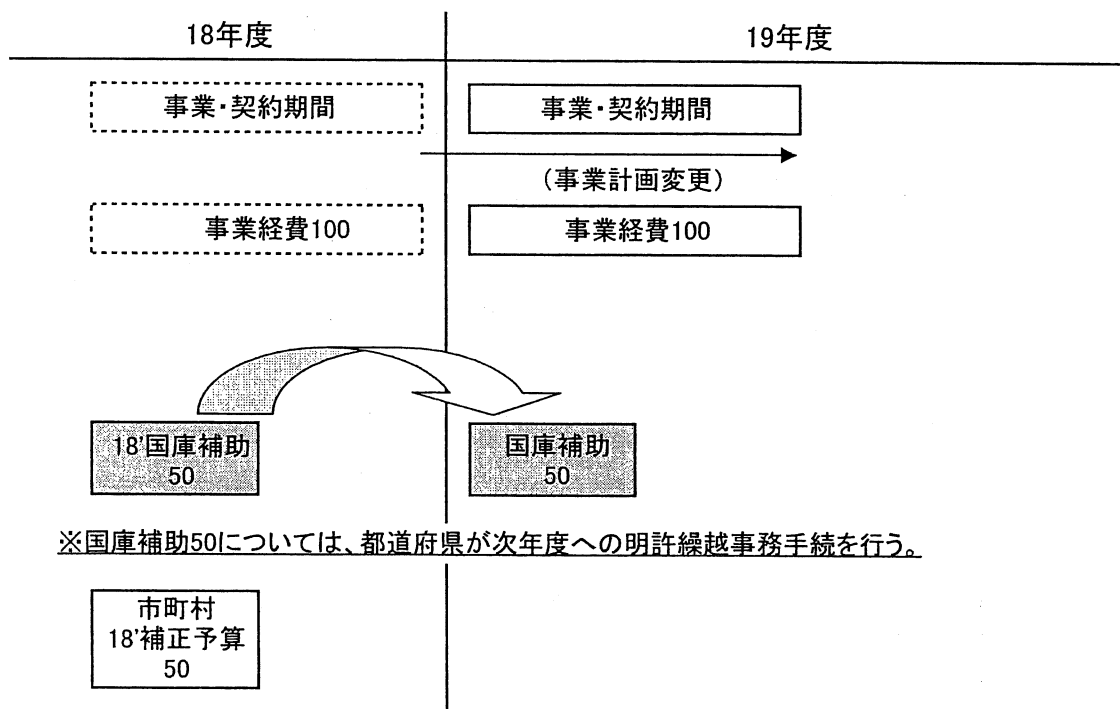 18年度
19年度
事業・契約期間
事業・契約期間
(事業計画変更)
事業経費100
事業経費100
18'国庫補助
50
国庫補助
50
※国庫補助50については、都道府県が次年度への明許繰越事務手続を行う。
市町村
18'補正予算
50